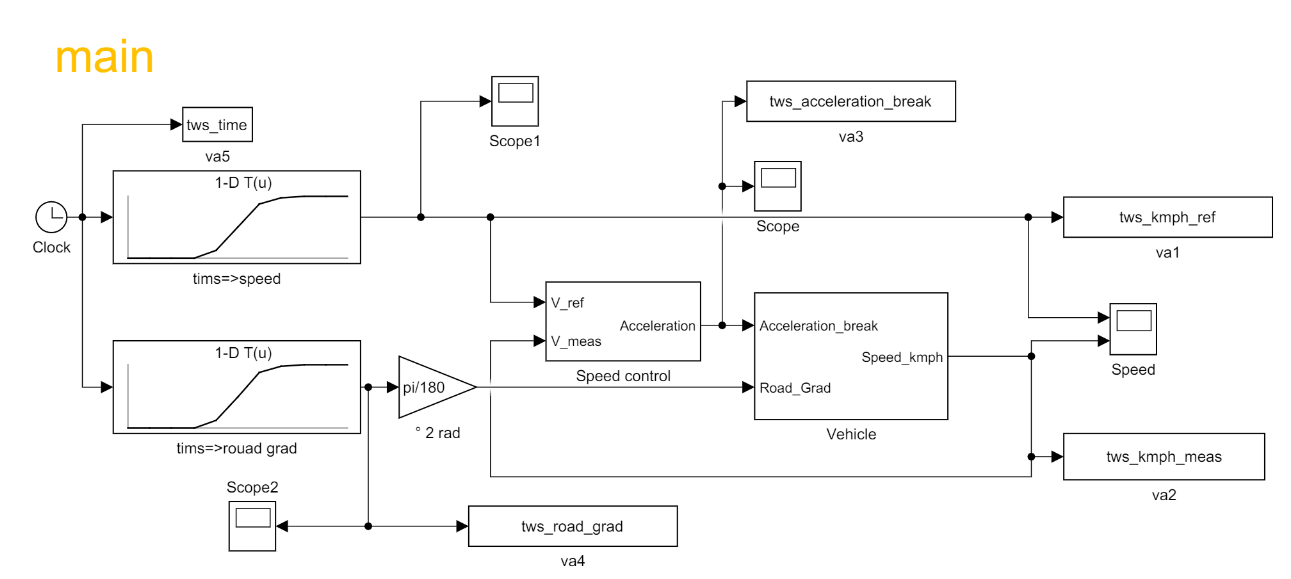 main
tws_time
va5
1-D T(u)
Clock
tims=>speed
Scope1
tws_acceleration_break
va3
Scope
tws_kmph_ref
va1
V_ref
V_meas
Acceleration
Speed control
Acceleration_break
Road_Grad
Speed_kmph
Vehicle
Speed
1-D T(u)
tims=>rouad grad
pi/180
° 2 rad
tws_kmph_meas
va2
Scope2
tws_road_grad
va4